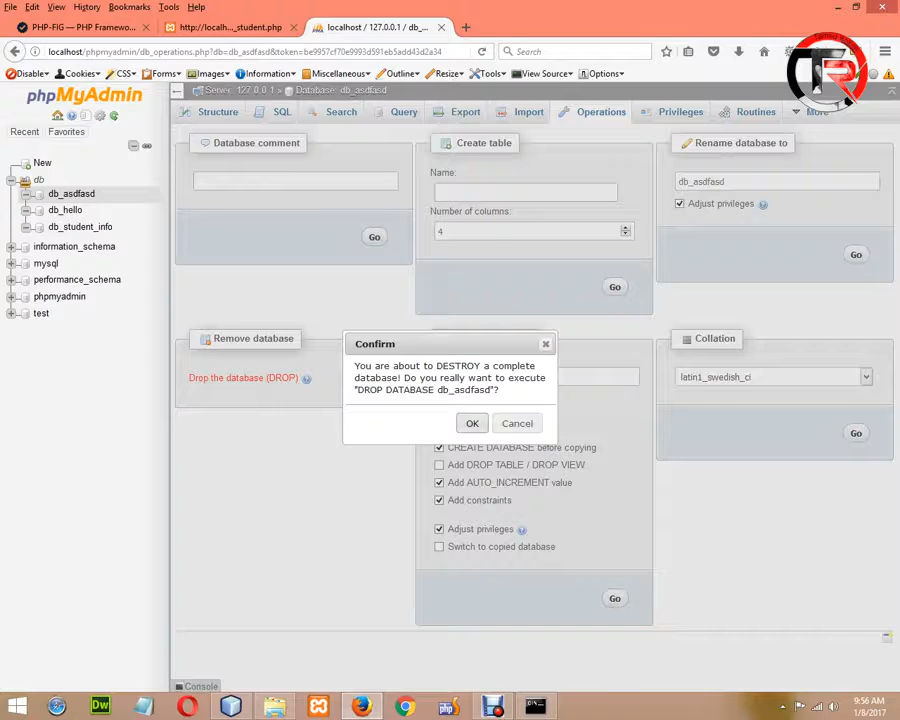 File Edit View History Bookmarks Tools Help
PHP-FIG — PHP Framewo...
http://localh..._student.php
localhost / 127.0.0.1 / db_...
localhost/phpmyadmin/db_operations.php?db=db_asdfasd&token=be9957cf70e9993d591eb5add43d2a34
Search
Disable Cookies CSS Forms Images Information Miscellaneous Outline Resize Tools View Source Options
phpMyAdmin
Server: 127.0.0.1 » Database: db_asdfasd
Structure SQL Search Query Export Import Operations Privileges Routines More
Recent Favorites
New
db
db_asdfasd
db_hello
db_student_info
information_schema
mysql
performance_schema
phpmyadmin
test
Database comment
Go
Create table
Name:
Number of columns:
4
Go
Rename database to
db_asdfasd
Adjust privileges
Go
Remove database
Drop the database (DROP)
Confirm
You are about to DESTROY a complete
database! Do you really want to execute
"DROP DATABASE db_asdfasd"?
OK Cancel
CREATE DATABASE before copying
Add DROP TABLE / DROP VIEW
Add AUTO_INCREMENT value
Add constraints
Adjust privileges
Switch to copied database
Go
Collation
latin1_swedish_ci
Go
Console
Dw
9:56 AM
1/8/2017